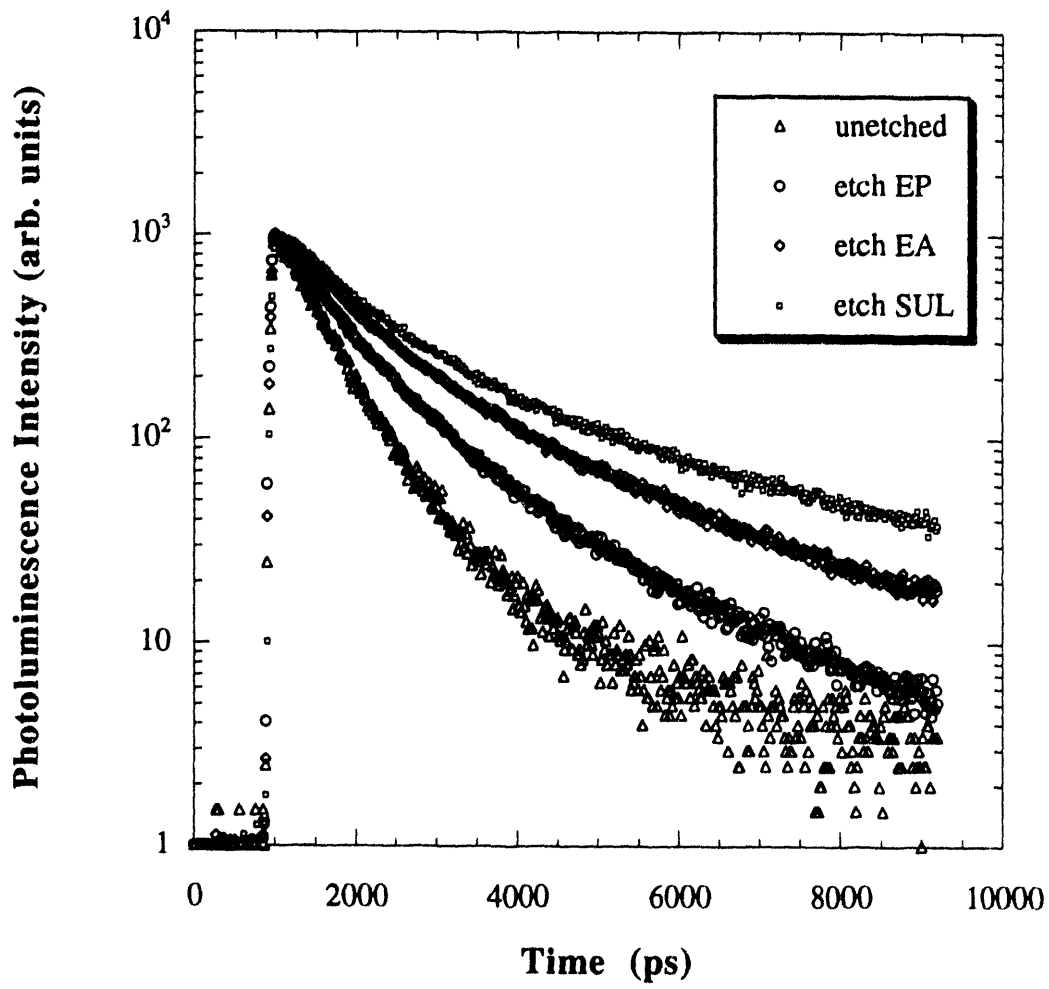 10^4
10^3
10^2
10
1
Photoluminescence Intensity (arb. units)
unetched
etch EP
etch EA
etch SUL
0 2000 4000 6000 8000 10000
Time (ps)